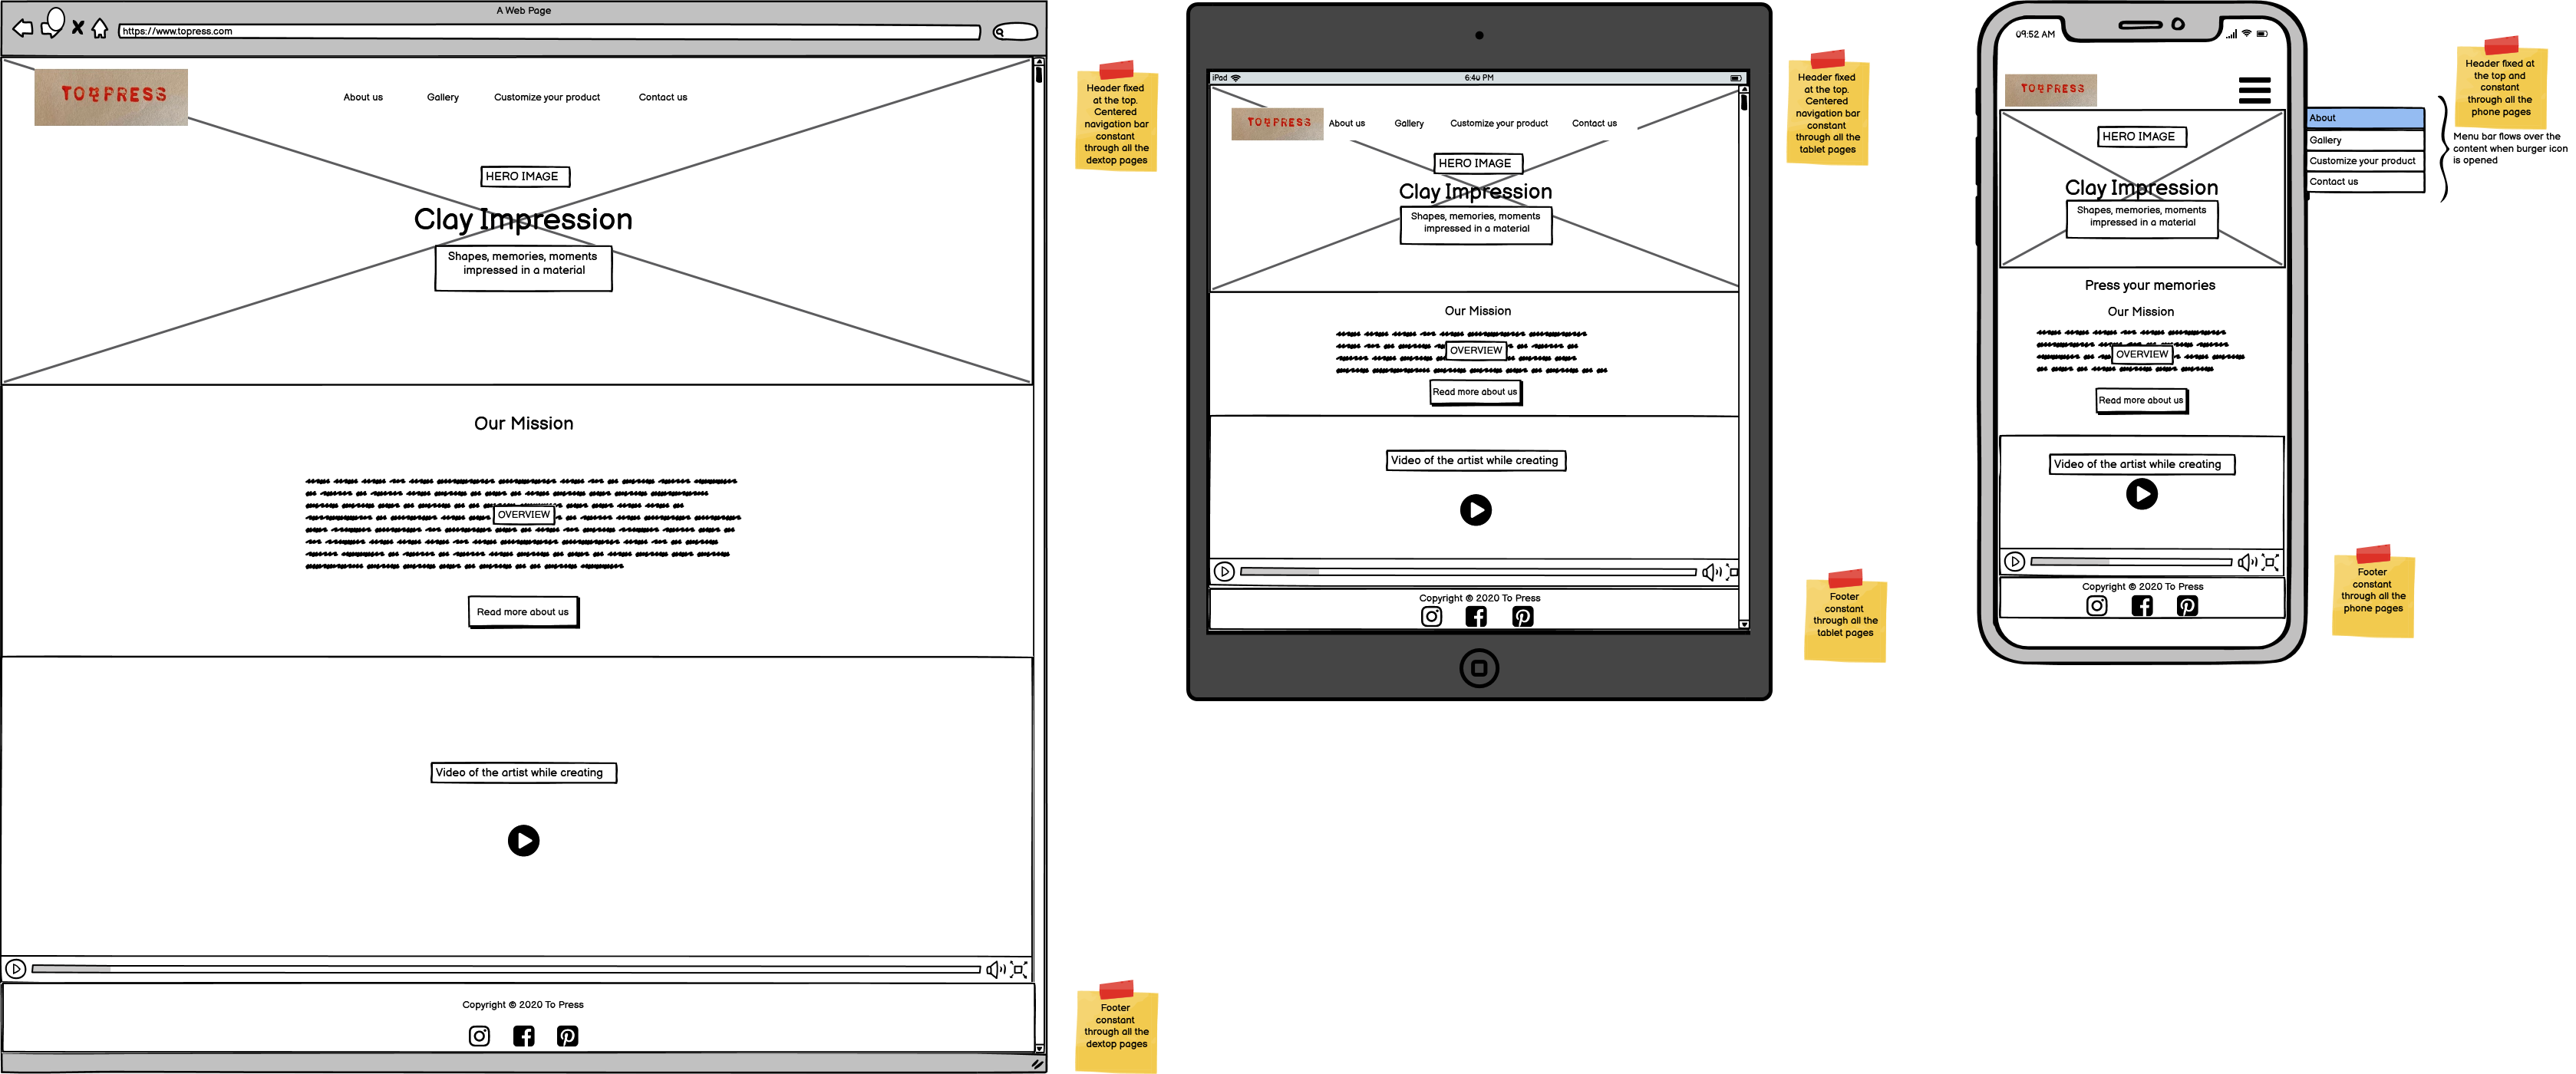 A Web Page
https://www.topress.com
TO PRESS
About us
Gallery
Customize your product
Contact us
HERO IMAGE
Clay Impression
Shapes, memories, moments
impressed in a material
Our Mission
OVERVIEW
Read more about us
Video of the artist while creating
Copyright © 2020 To Press
Header fixed
at the top.
Centered
navigation bar
constant
through all the
dextop pages
Footer
constant
through all the
dextop pages
iPad
6:40 PM
TO PRESS
About us
Gallery
Customize your product
Contact us
HERO IMAGE
Clay Impression
Shapes, memories, moments
impressed in a material
Our Mission
OVERVIEW
Read more about us
Video of the artist while creating
Copyright © 2020 To Press
Header fixed
at the top.
Centered
navigation bar
constant
through all the
tablet pages
Footer
constant
through all the
tablet pages
09:52 AM
TO PRESS
HERO IMAGE
Clay Impression
Shapes, memories, moments
impressed in a material
Press your memories
Our Mission
OVERVIEW
Read more about us
Video of the artist while creating
Copyright © 2020 To Press
About
Gallery
Customize your product
Contact us
Header fixed at
the top and
constant
through all the
phone pages
Menu bar flows over the
content when burger icon
is opened
Footer
constant
through all the
phone pages